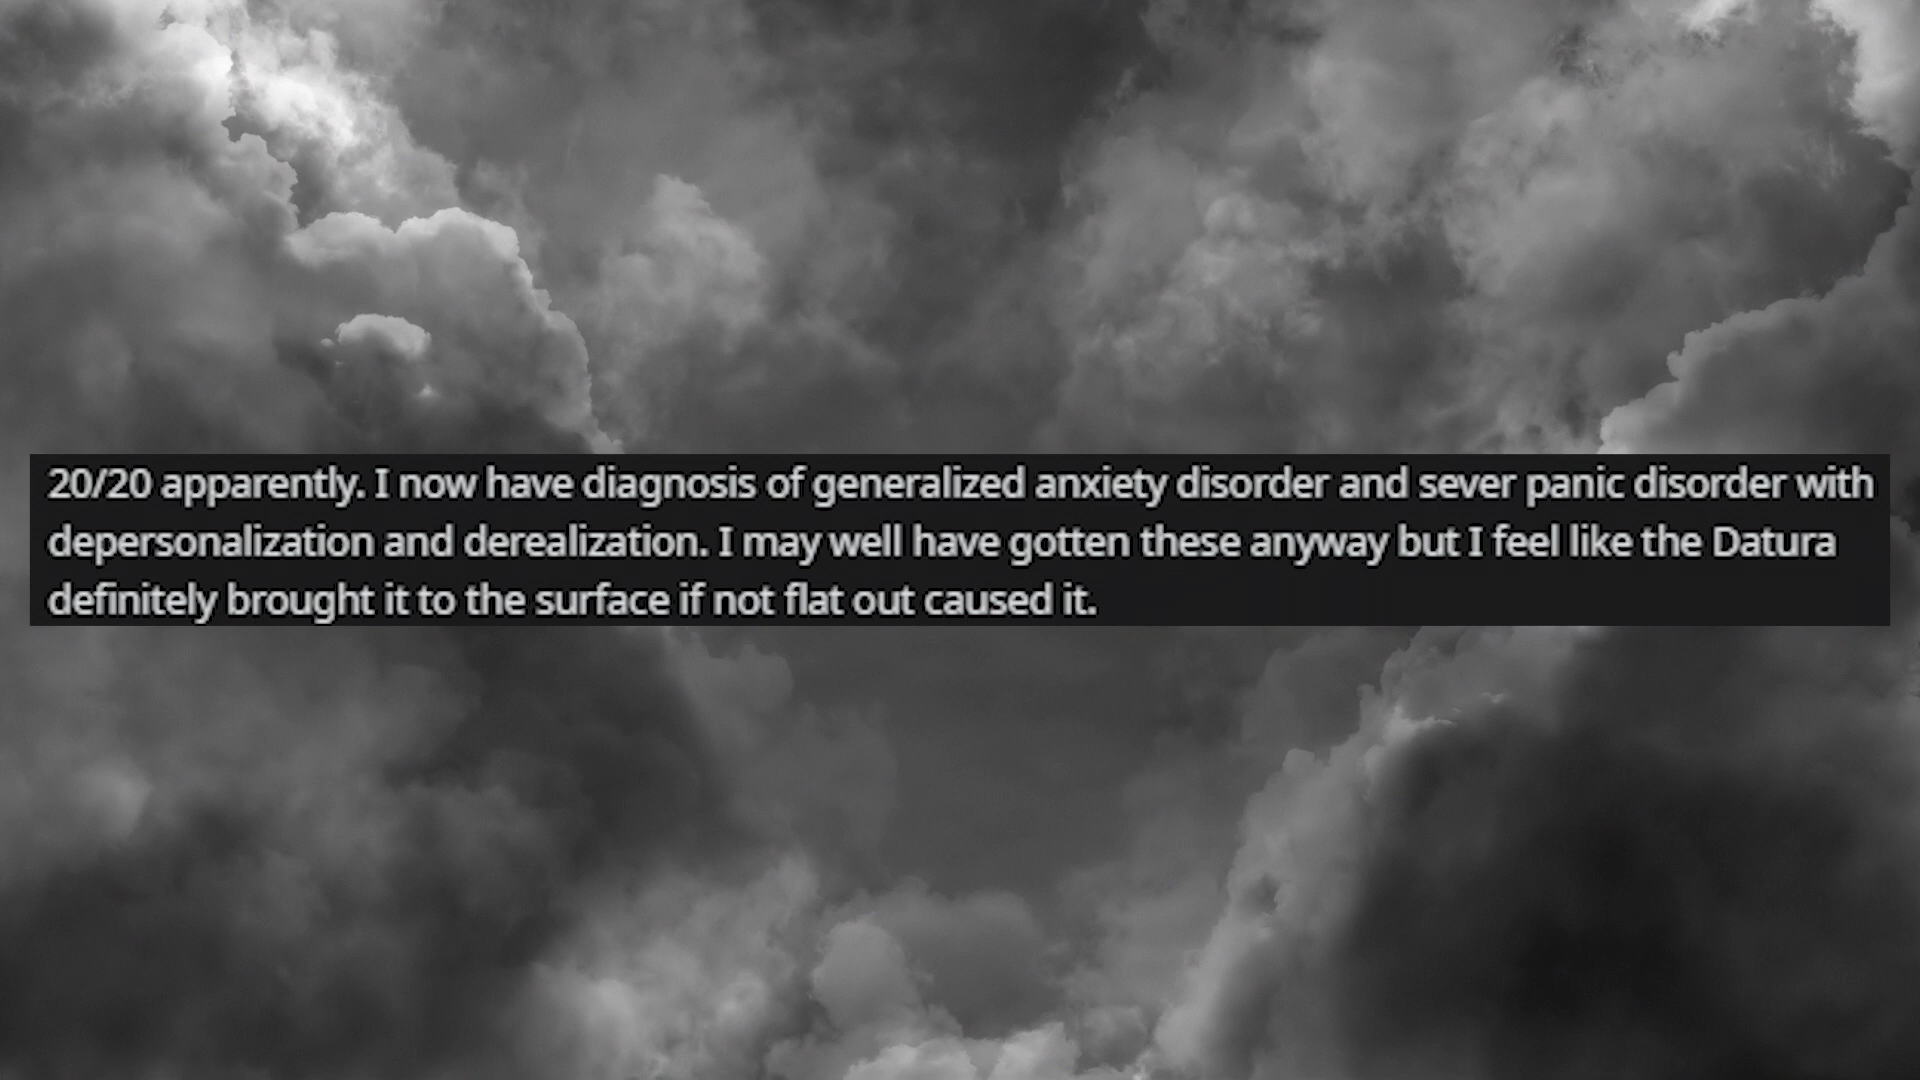 20/20 apparently. I now have diagnosis of generalized anxiety disorder and sever panic disorder with
depersonalization and derealization. I may well have gotten these anyway but I feel like the Datura
definitely brought it to the surface if not flat out caused it.